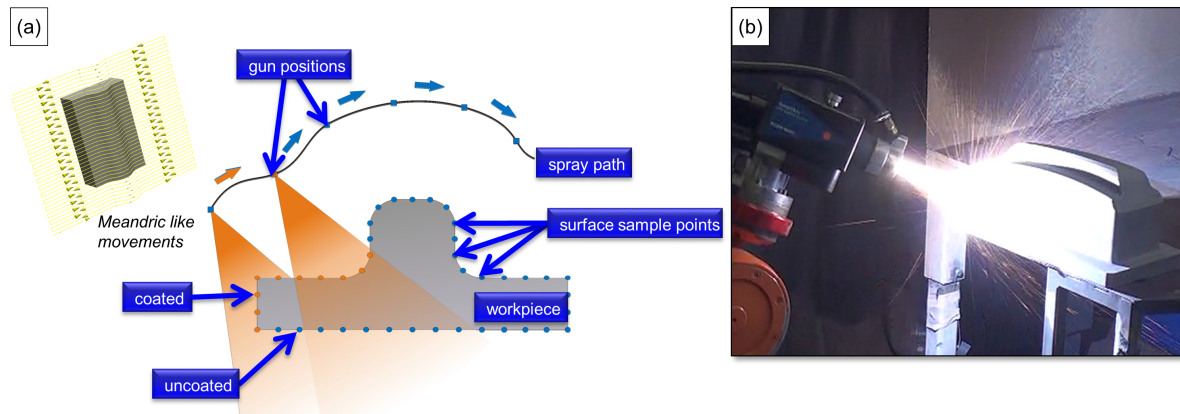 (a)
gun positions
spray path
Meandric like
movements
surface sample points
coated
workpiece
uncoated
(b)